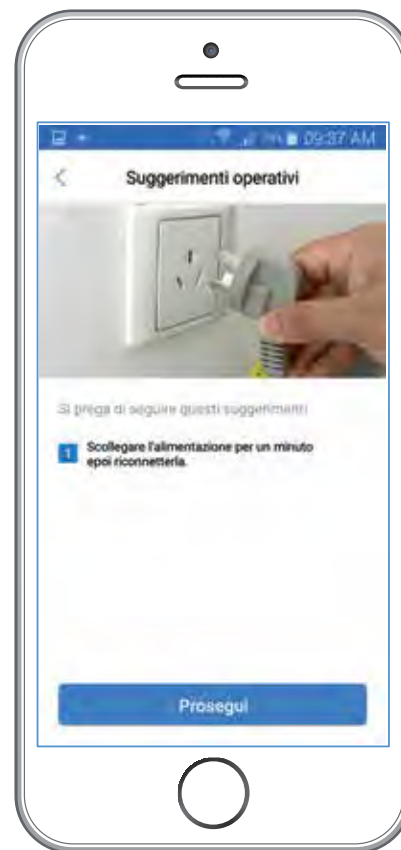 09:37 AM
Suggerimenti operativi
Si prega di seguire questi suggerimenti
1 Scollegare l'alimentazione per un minuto
epoi riconnetterla.
Prosegui